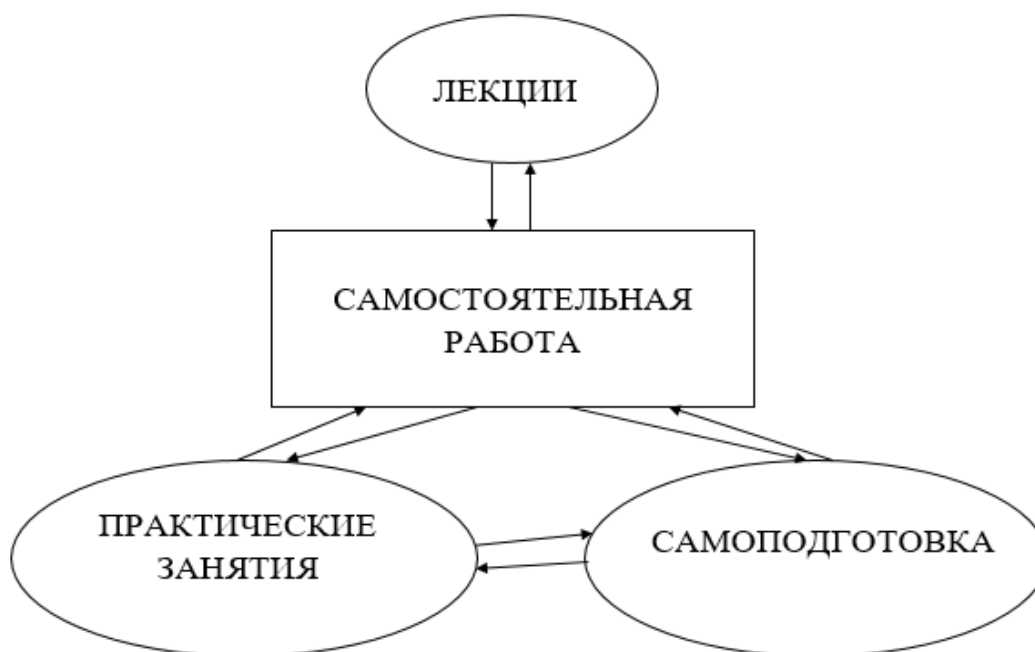 ЛЕКЦИИ
САМОСТОЯТЕЛЬНАЯ
РАБОТА
ПРАКТИЧЕСКИЕ
ЗАНЯТИЯ
САМОПОДГОТОВКА